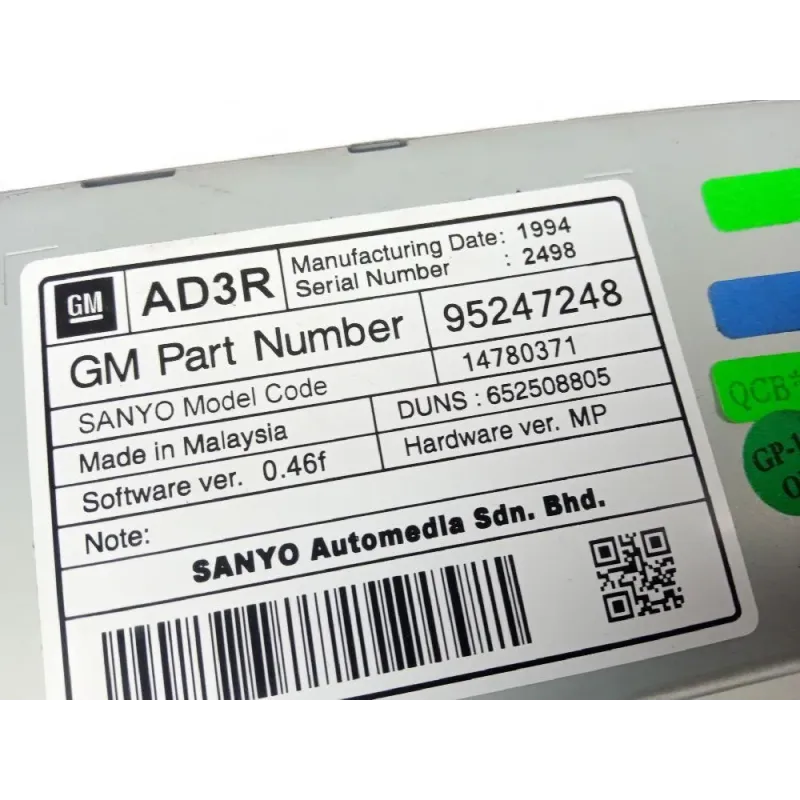 GM
AD3R
Manufacturing Date: 1994
Serial Number : 2498
GM Part Number 95247248
SANYO Model Code 14780371
Made in Malaysia DUNS : 652508805
Software ver. 0.46f Hardware ver. MP
Note:
SANYO Automedia Sdn. Bhd.
QCB*
GP-1